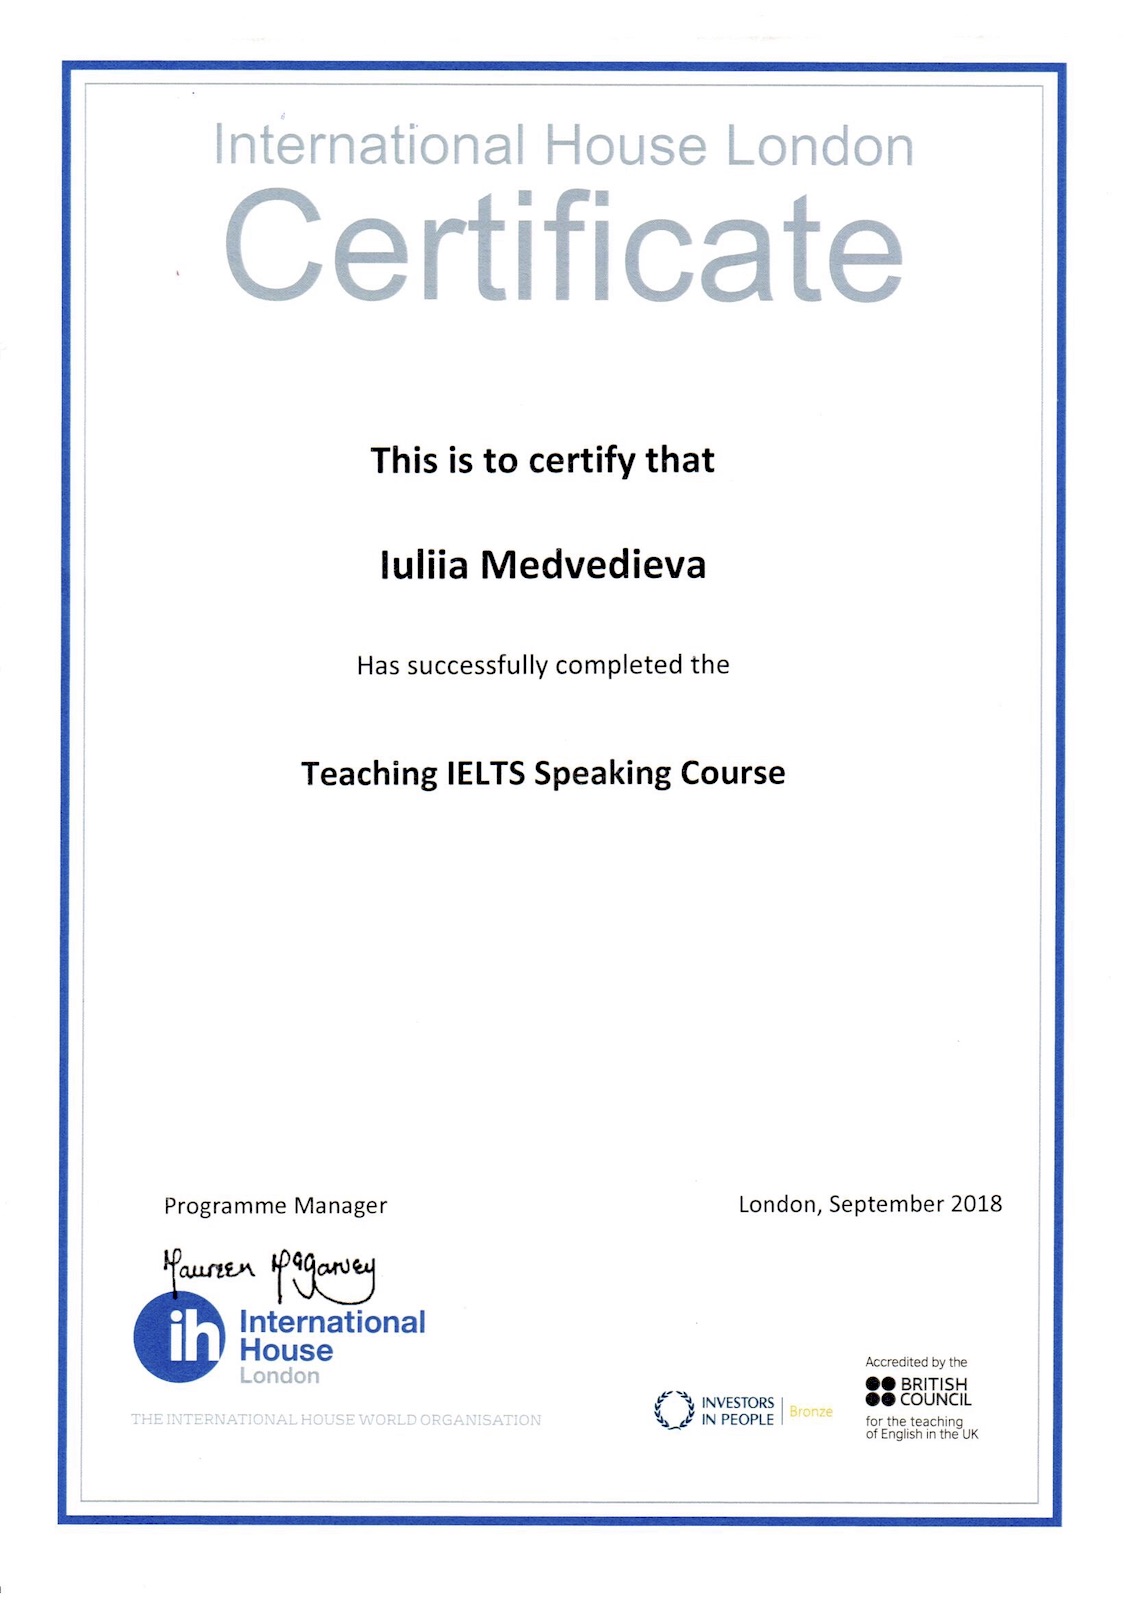 International House London
Certificate
This is to certify that
Iuliia Medvedieva
Has successfully completed the
Teaching IELTS Speaking Course
Programme Manager
London, September 2018
Maureen McGarvey
ih International
House
London
THE INTERNATIONAL HOUSE WORLD ORGANISATION
INVESTORS
IN PEOPLE
Bronze
Accredited by the
BRITISH
COUNCIL
for the teaching
of English in the UK